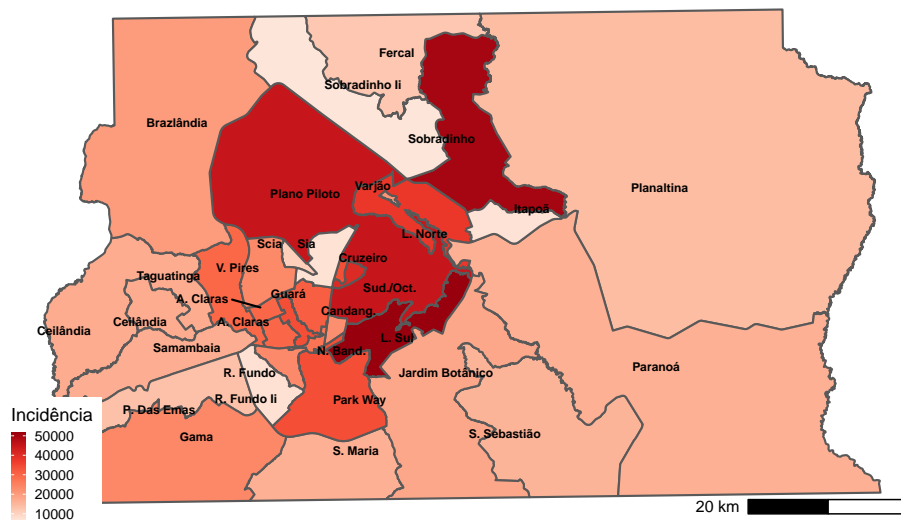 Fercal
Sobradinho Ii
Brazlândia
Sobradinho
Plano Piloto
Varjão
Planaltina
Itapoã
L. Norte
Scia
Sia
Cruzeiro
V. Pires
Taguatinga
Sud./Oct.
Guará
A. Claras
Candang.
Ceilândia
Ceilândia
A. Claras
L. Sul
Samambaia
N. Band.
R. Fundo
Jardim Botânico
Paranoá
R. Fundo Ii
Park Way
P. Das Emas
Gama
S. Sebastião
S. Maria
Incidência
50000
40000
30000
20000
10000
20 km